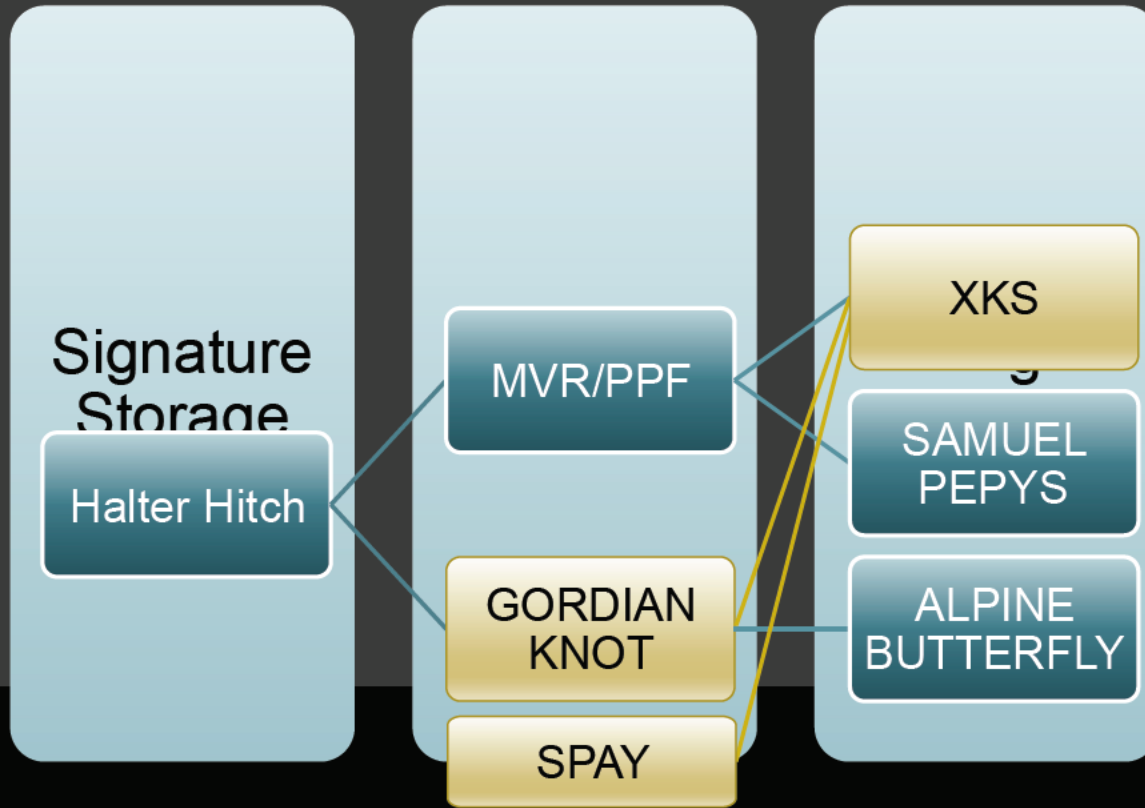 Signature
Storage
Halter Hitch
MVR/PPF
GORDIAN
KNOT
SPAY
XKS
SAMUEL
PEPYS
ALPINE
BUTTERFLY